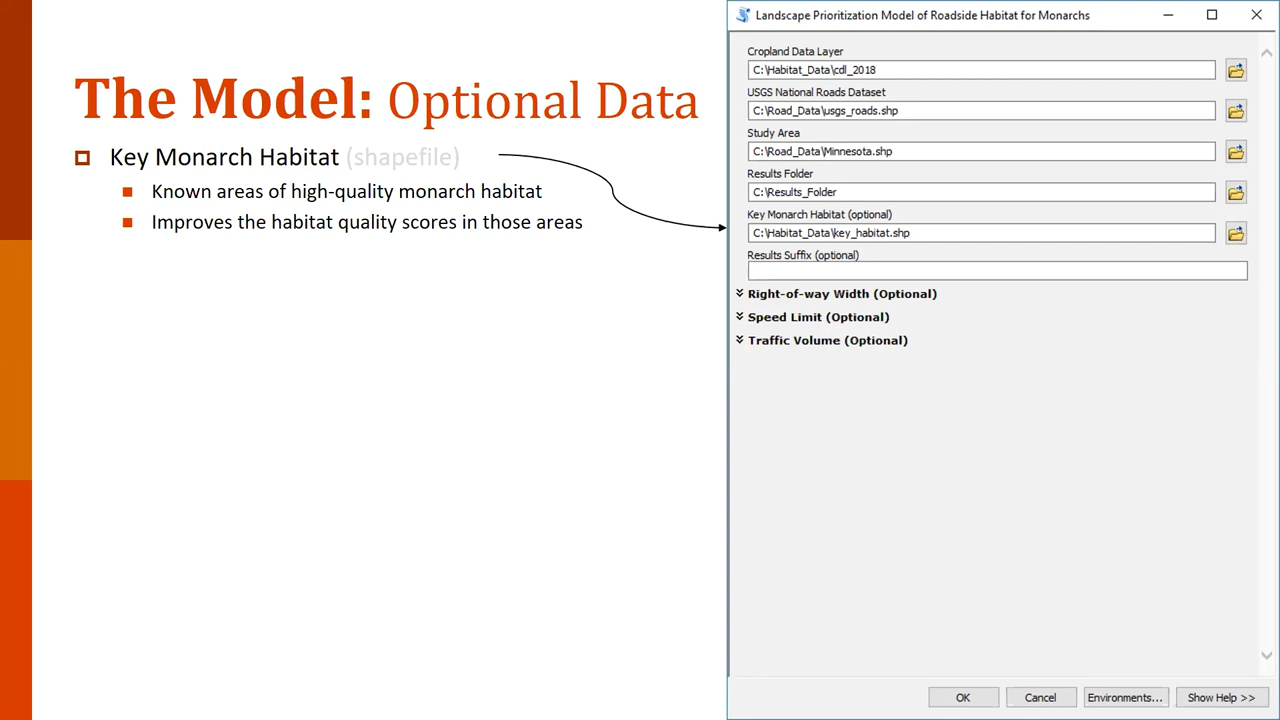 The Model: Optional Data
Key Monarch Habitat (shapefile)
Known areas of high-quality monarch habitat
Improves the habitat quality scores in those areas
Landscape Prioritization Model of Roadside Habitat for Monarchs
Cropland Data Layer
C:\Habitat_Data\cdl_2018
USGS National Roads Dataset
C:\Road_Data\usgs_roads.shp
Study Area
C:\Road_Data\Minnesota.shp
Results Folder
C:\Results_Folder
Key Monarch Habitat (optional)
C:\Habitat_Data\key_habitat.shp
Results Suffix (optional)
Right-of-way Width (Optional)
Speed Limit (Optional)
Traffic Volume (Optional)
OK Cancel Environments... Show Help >>